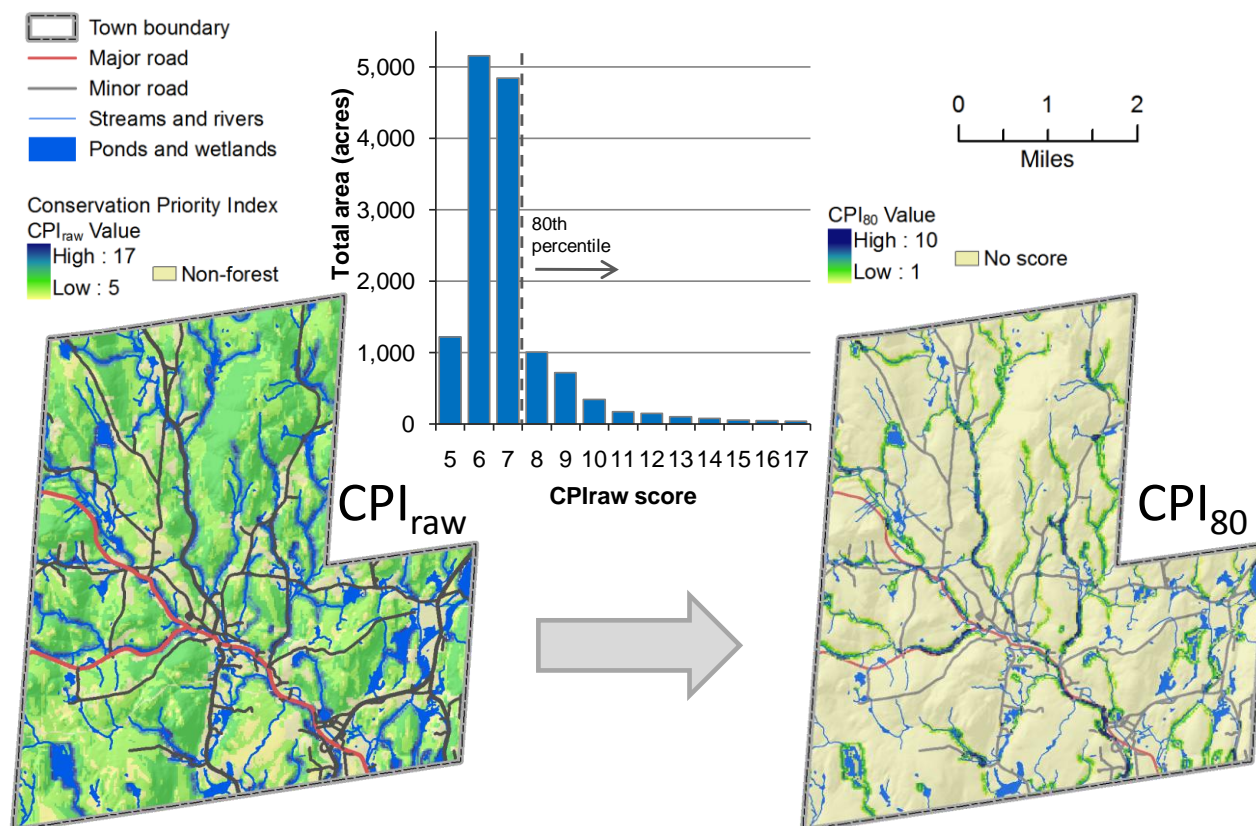 Town boundary
Major road
Minor road
Streams and rivers
Ponds and wetlands
Conservation Priority Index
CPIraw Value
High : 17
Low : 5
Non-forest
Total area (acres)
5,000
4,000
3,000
2,000
1,000
0
80th
percentile
5 6 7 8 9 10 11 12 13 14 15 16 17
CPIraw score
0 1 2
Miles
CPI80 Value
High : 10
Low : 1
No score
CPIraw
CPI80